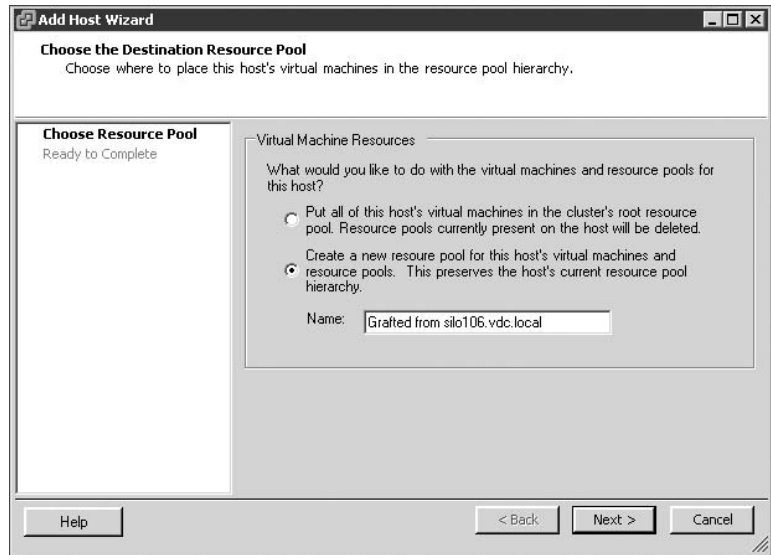 Add Host Wizard
Choose the Destination Resource Pool
Choose where to place this host's virtual machines in the resource pool hierarchy.
Choose Resource Pool
Ready to Complete
Virtual Machine Resources
What would you like to do with the virtual machines and resource pools for
this host?
Put all of this host's virtual machines in the cluster's root resource
pool. Resource pools currently present on the host will be deleted.
Create a new resoure pool for this host's virtual machines and
resource pools. This preserves the host's current resource pool
hierarchy.
Name: Grafted from silo106.vdc.local
Help
< Back
Next >
Cancel